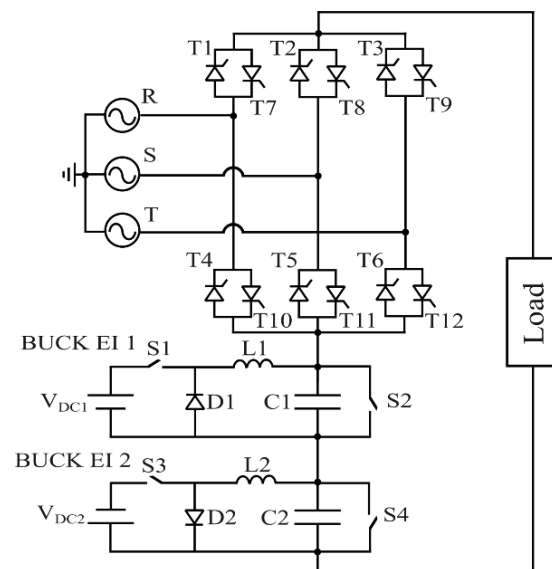 T1 T2 T3
T7 T8 T9
R
S
T
T4 T5 T6
T10 T11 T12
Load
BUCK EI 1 S1 L1
VDC1 D1 C1 S2
BUCK EI 2 S3 L2
VDC2 D2 C2 S4